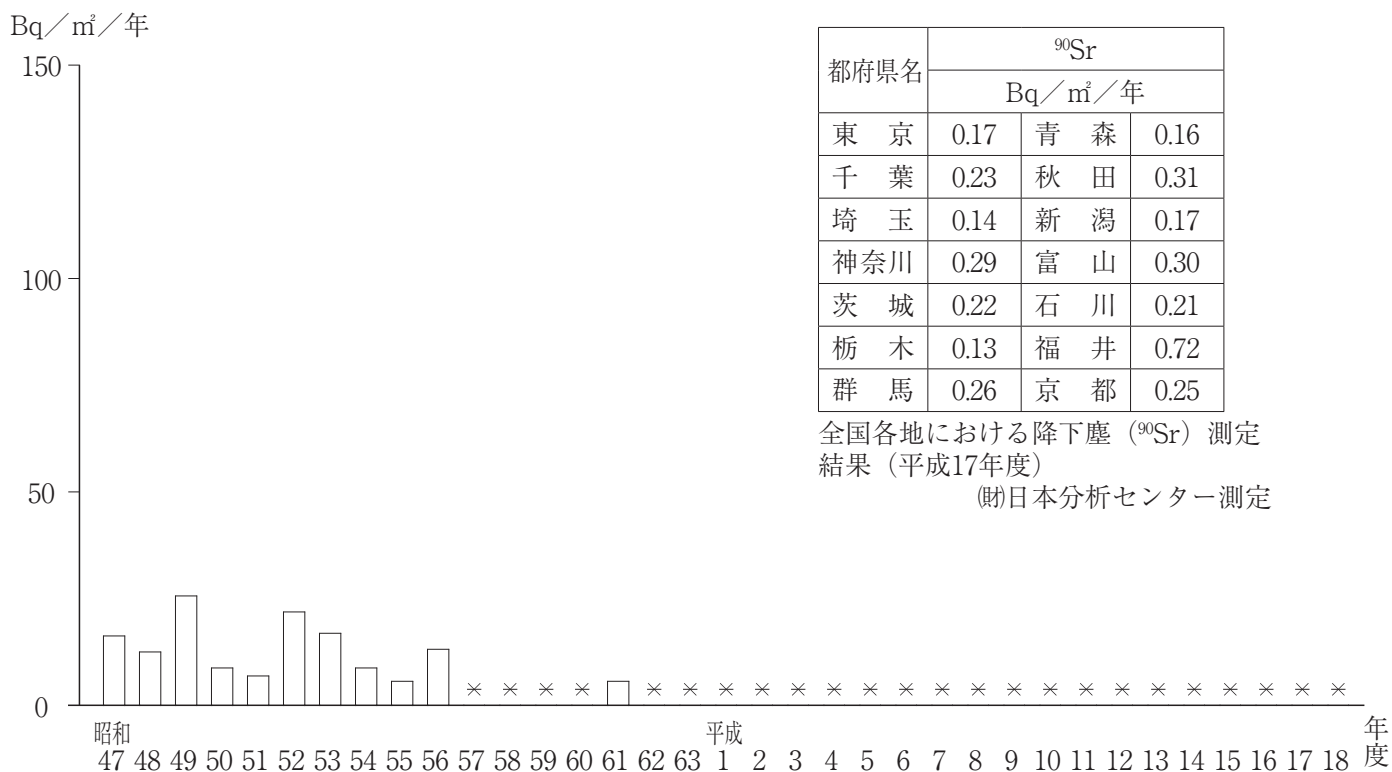 Bq／㎡／年
150
100
50
0
都府県名 ⁹⁰Sr
Bq／㎡／年
東京 0.17 青森 0.16
千葉 0.23 秋田 0.31
埼玉 0.14 新潟 0.17
神奈川 0.29 富山 0.30
茨城 0.22 石川 0.21
栃木 0.13 福井 0.72
群馬 0.26 京都 0.25
全国各地における降下塵（⁹⁰Sr）測定
結果（平成17年度）
㈶日本分析センター測定
＊ ＊ ＊ ＊ ＊ ＊ ＊ ＊ ＊ ＊ ＊ ＊ ＊ ＊ ＊ ＊ ＊ ＊ ＊ ＊ ＊ ＊ ＊ ＊
昭和 平成 年度
47 48 49 50 51 52 53 54 55 56 57 58 59 60 61 62 63 1 2 3 4 5 6 7 8 9 10 11 12 13 14 15 16 17 18